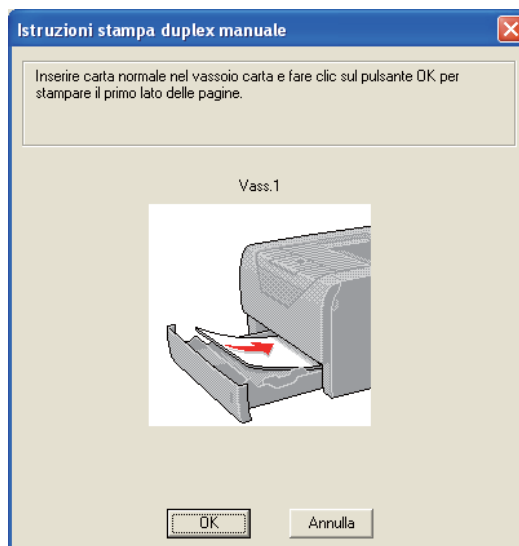 Istruzioni stampa duplex manuale
Inserire carta normale nel vassoio carta e fare clic sul pulsante OK per
stampare il primo lato delle pagine.
Vass.1
OK
Annulla